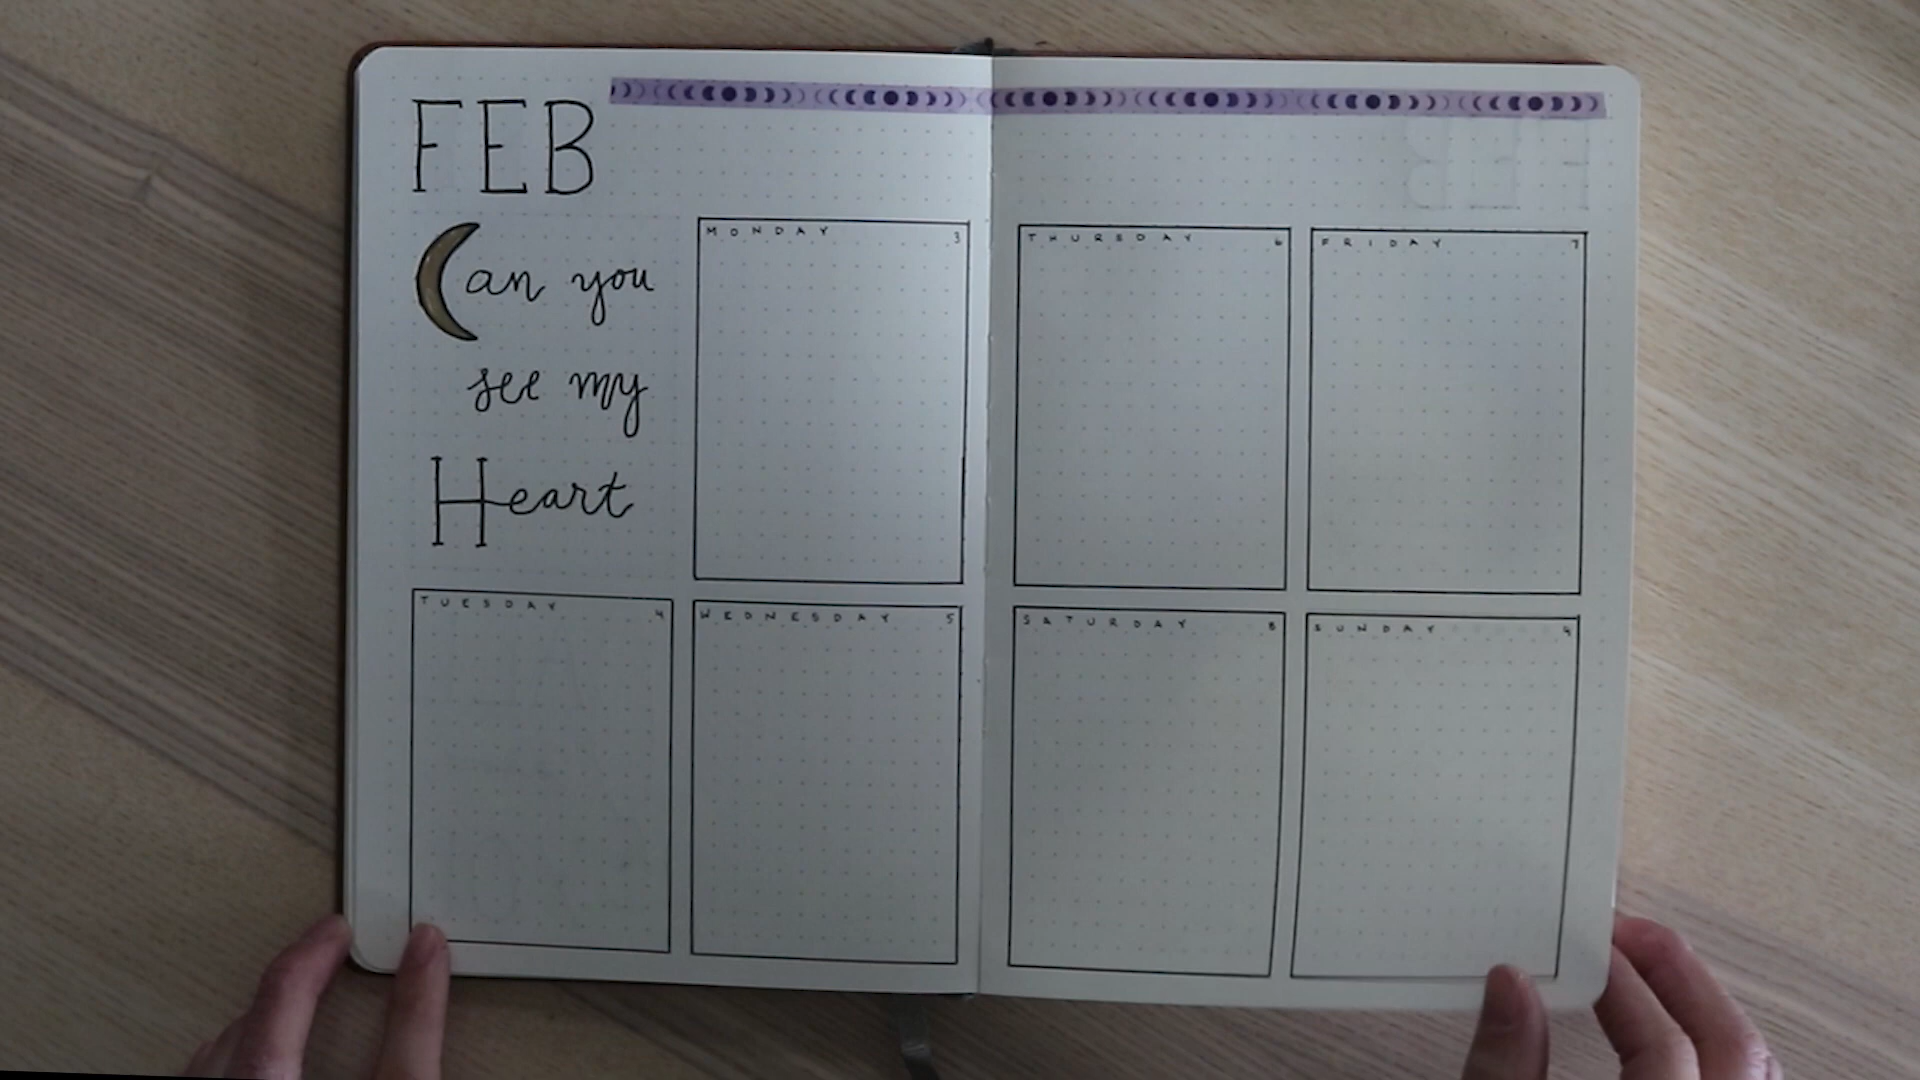 FEB
Can you
see my
Heart
MONDAY 3
TUESDAY 4
WEDNESDAY 5
THURSDAY 6
FRIDAY 7
SATURDAY 8
SUNDAY 9